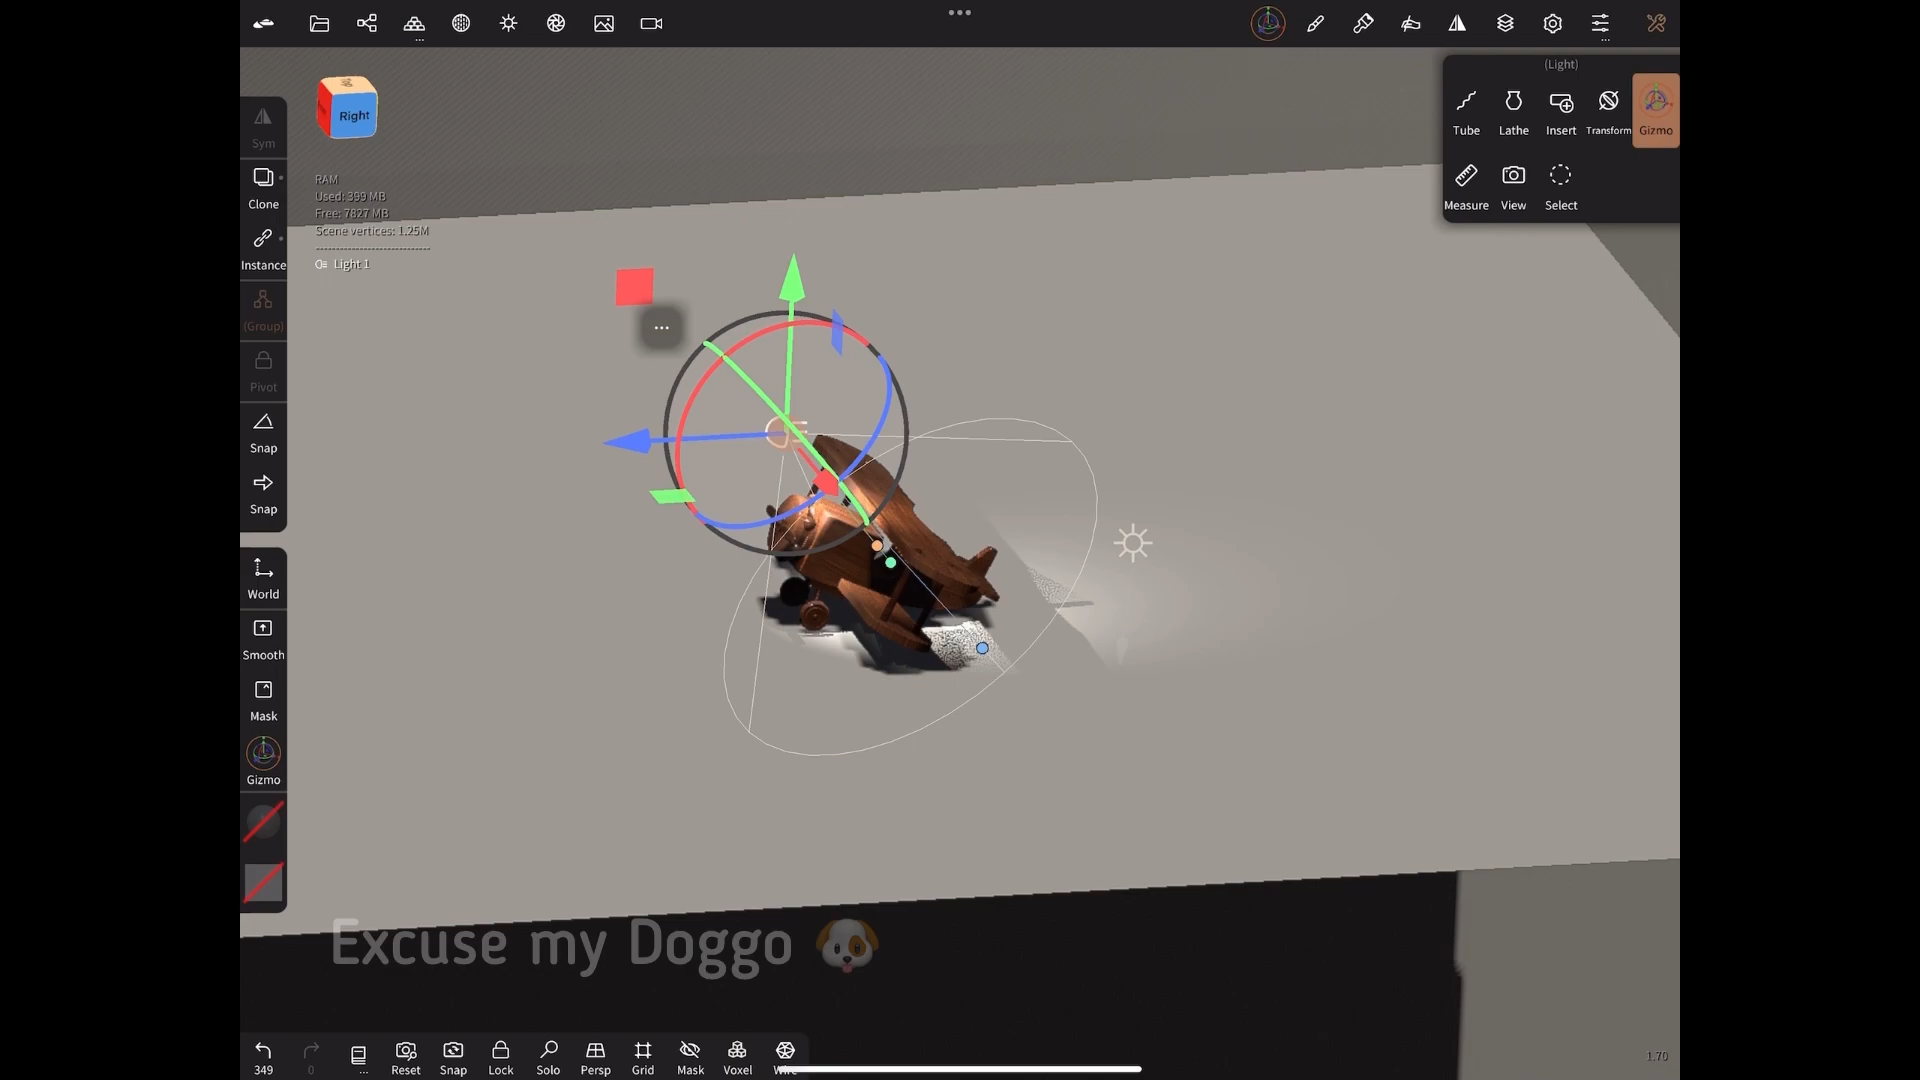 (Light)
Tube
Lathe
Insert
Transform
Gizmo
Measure
View
Select
Right
Sym
Clone
Instance
(Group)
Pivot
Snap
Snap
World
Smooth
Mask
Gizmo
RAM
Used: 399 MB
Free: 7827 MB
Scene vertices: 1.25M
----------------------------
Light 1
Excuse my Doggo 🐶
349
0
...
Reset
Snap
Lock
Solo
Persp
Grid
Mask
Voxel
Wire
1.70